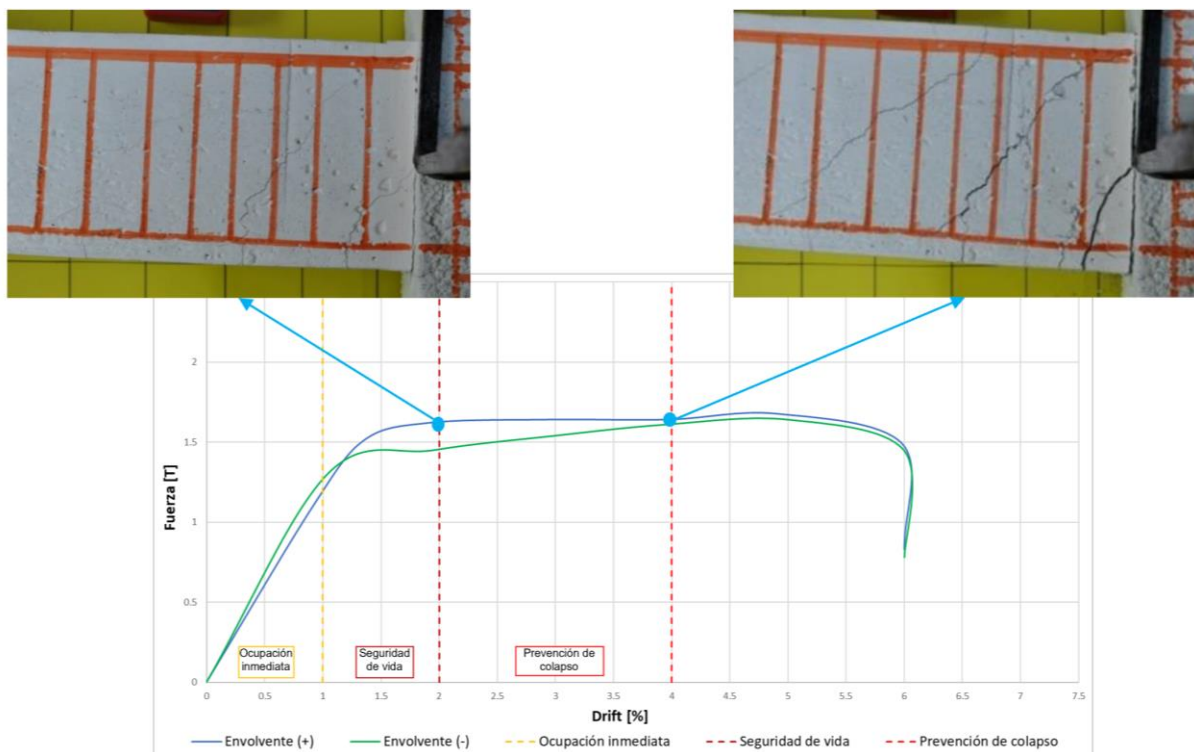 2
1.5
1
0.5
0
Fuerza [T]
Ocupación
inmediata
Seguridad
de vida
Prevención de
colapso
0 0.5 1 1.5 2 2.5 3 3.5 4 4.5 5 5.5 6 6.5 7 7.5
Drift [%]
Envolvente (+) Envolvente (-) Ocupación inmediata Seguridad de vida Prevención de colapso